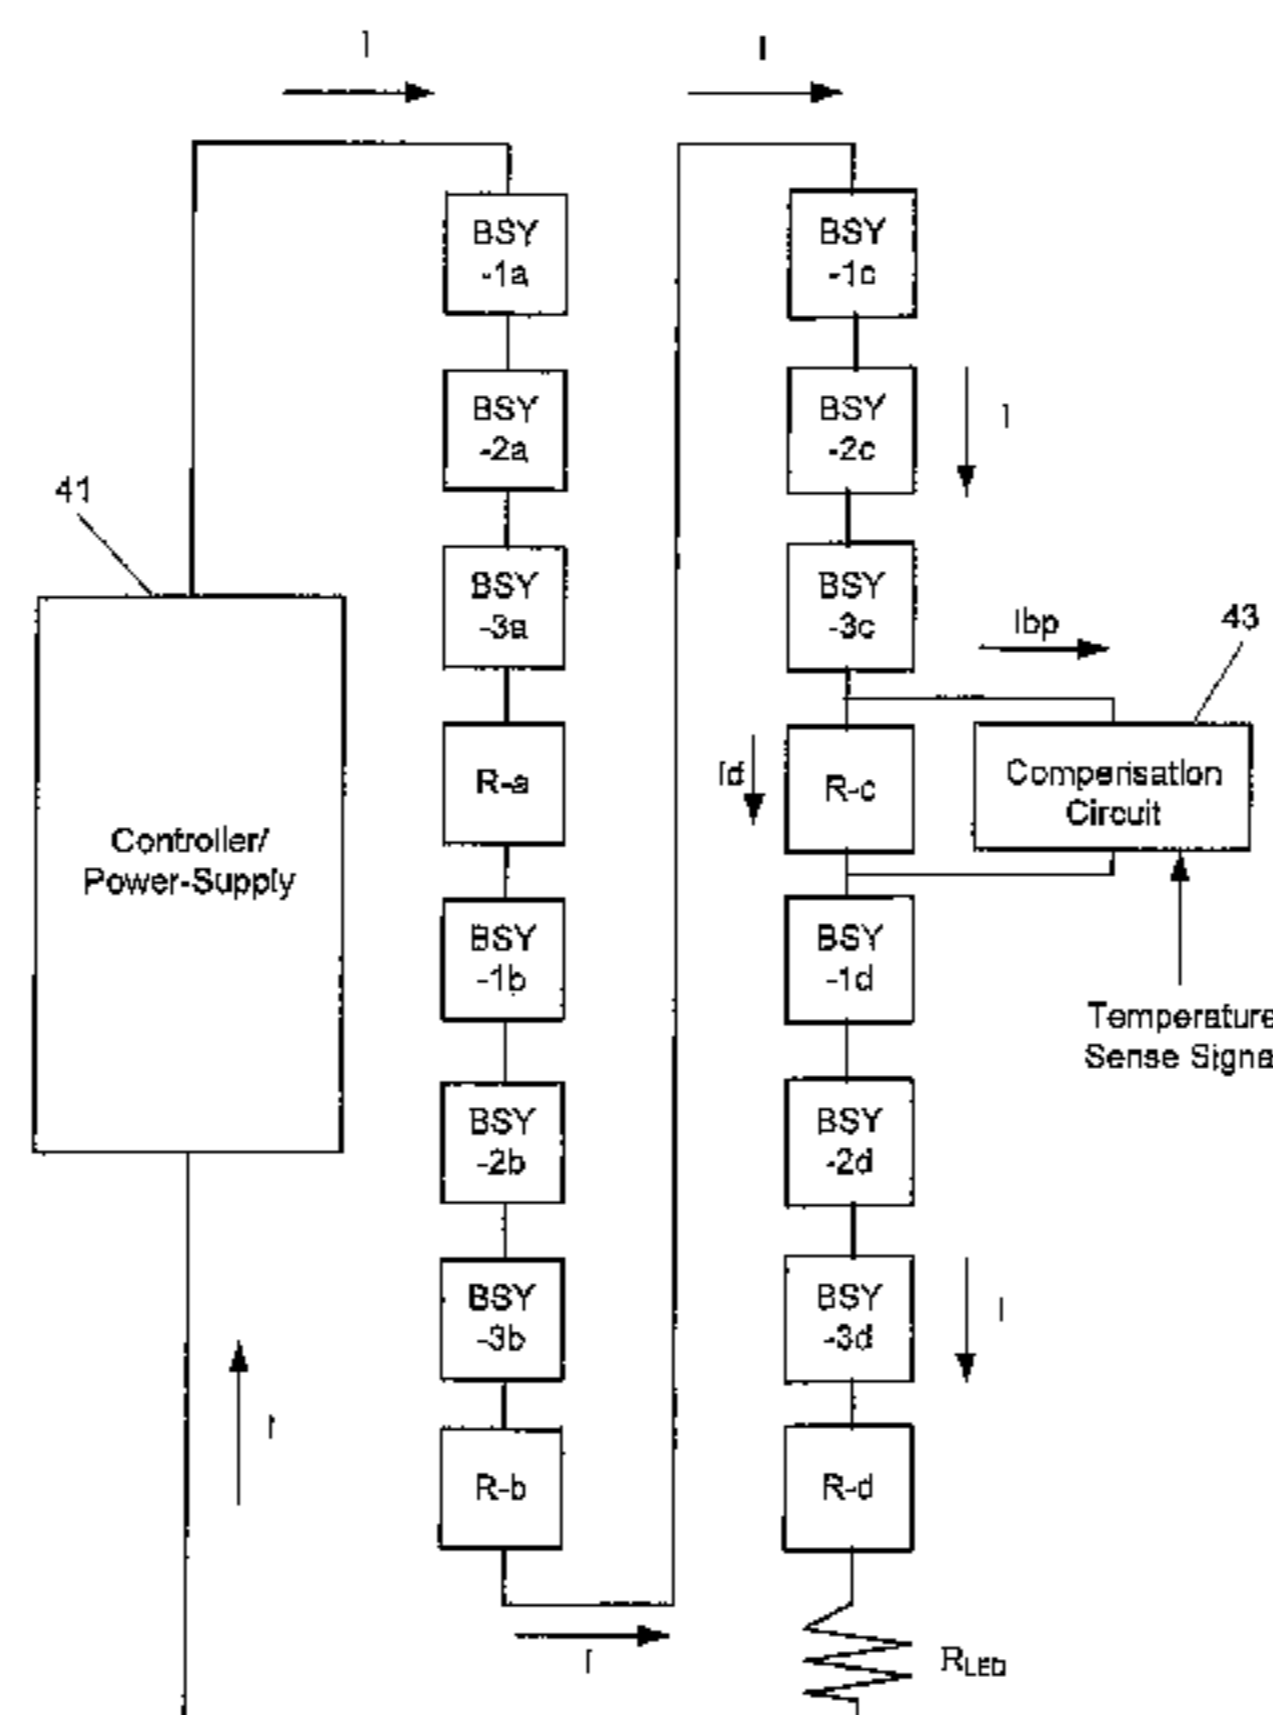 I
I
BSY
-1a
BSY
-1c
BSY
-2a
BSY
-2c
I
41
BSY
-3a
BSY
-3c
Ibp
43
R-a
Id
R-c
Compensation
Circuit
Controller/
Power-Supply
BSY
-1b
BSY
-1d
Temperature
Sense Signa
BSY
-2b
BSY
-2d
BSY
-3b
BSY
-3d
I
I
R-b
R-d
I
RLED